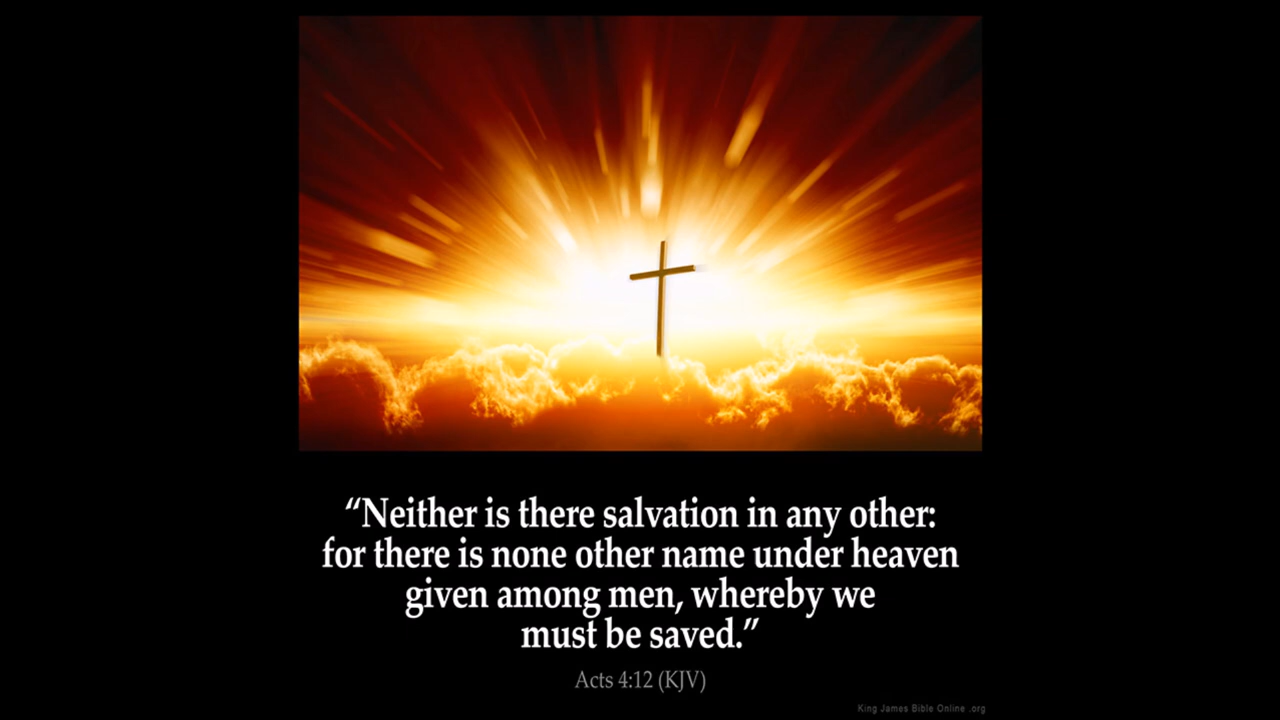 “Neither is there salvation in any other:
for there is none other name under heaven
given among men, whereby we
must be saved.”
Acts 4:12 (KJV)
King James Bible Online .org